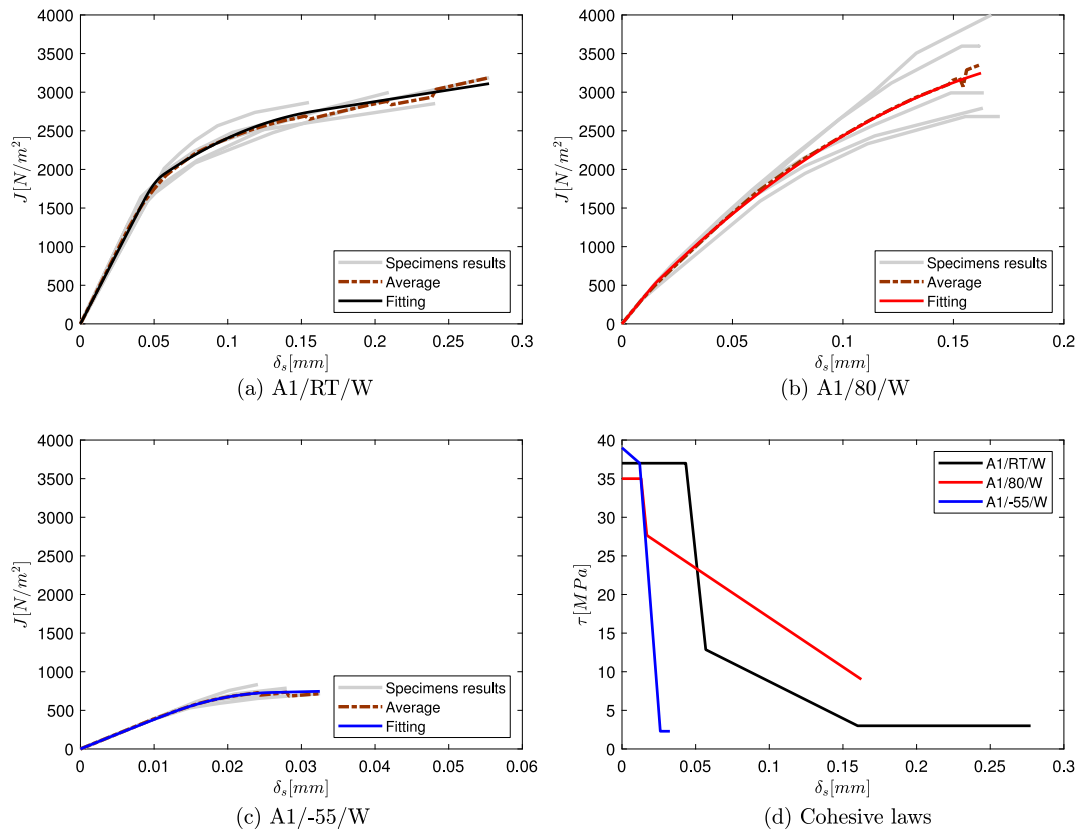 4000
3500
3000
2500
2000
1500
1000
500
0
J[N/m²]
Specimens results
Average
Fitting
0 0.05 0.1 0.15 0.2 0.25 0.3
δs[mm]
(a) A1/RT/W
4000
3500
3000
2500
2000
1500
1000
500
0
J[N/m²]
Specimens results
Average
Fitting
0 0.05 0.1 0.15 0.2
δs[mm]
(b) A1/80/W
4000
3500
3000
2500
2000
1500
1000
500
0
J[N/m²]
Specimens results
Average
Fitting
0 0.01 0.02 0.03 0.04 0.05 0.06
δs[mm]
(c) A1/-55/W
40
35
30
25
20
15
10
5
0
τ[MPa]
A1/RT/W
A1/80/W
A1/-55/W
0 0.05 0.1 0.15 0.2 0.25 0.3
δs[mm]
(d) Cohesive laws